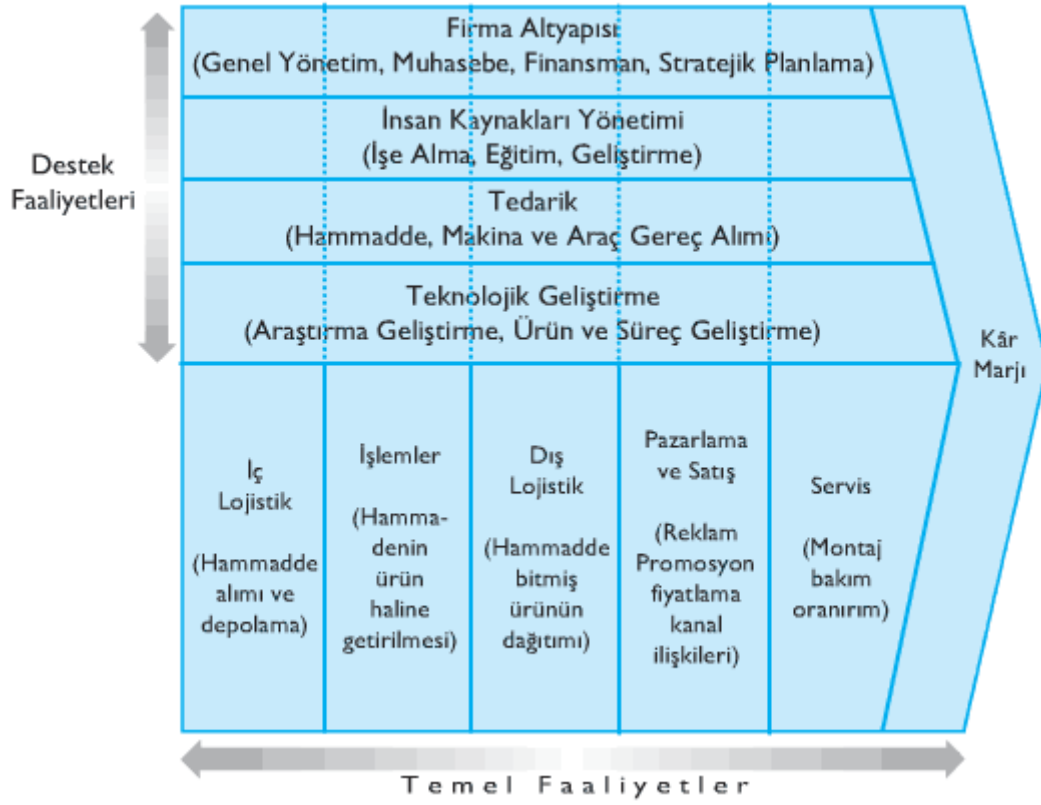 Firma Altyapısı
(Genel Yönetim, Muhasebe, Finansman, Stratejik Planlama)
İnsan Kaynakları Yönetimi
(İşe Alma, Eğitim, Geliştirme)
Destek
Faaliyetleri
Tedarik
(Hammadde, Makina ve Araç Gereç Alımı)
Teknolojik Geliştirme
(Araştırma Geliştirme, Ürün ve Süreç Geliştirme)
Kâr
Marjı
İç
Lojistik
(Hammadde
alımı ve
depolama)
İşlemler
(Hamma-
denin
ürün
haline
getirilmesi)
Dış
Lojistik
(Hammadde
bitmiş
ürünün
dağıtımı)
Pazarlama
ve Satış
(Reklam
Promosyon
fiyatlama
kanal
ilişkileri)
Servis
(Montaj
bakım
oranırım)
Temel Faaliyetler